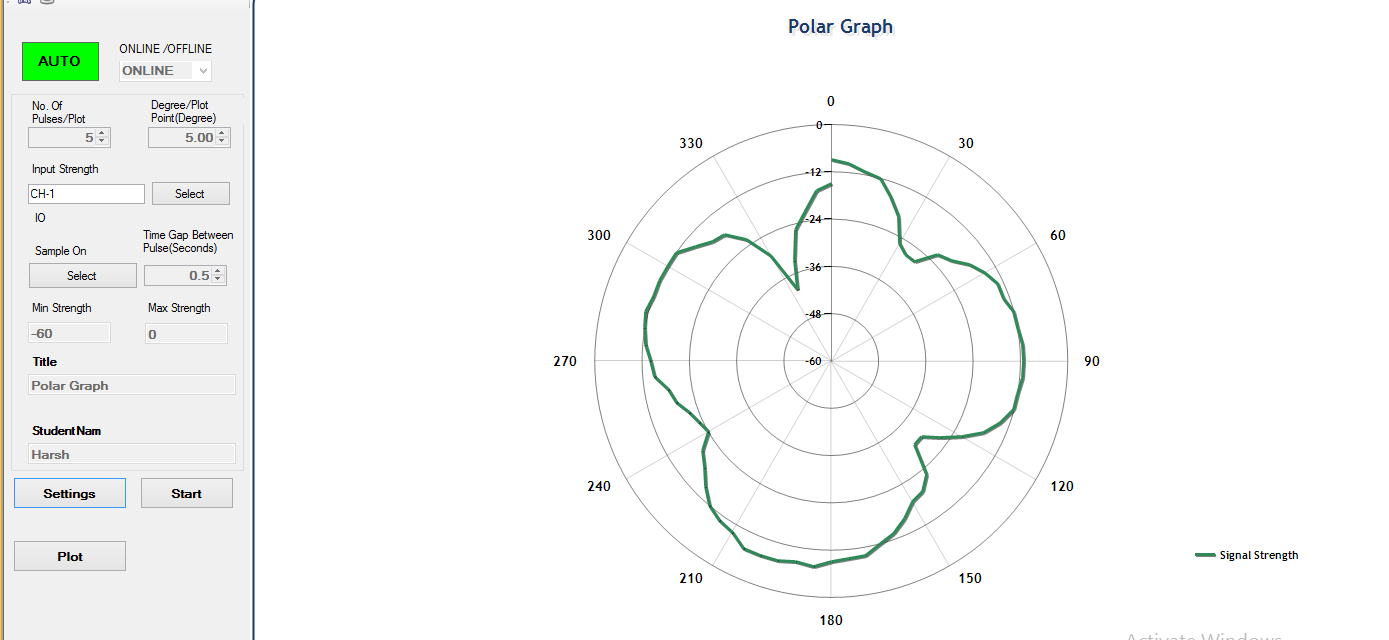 AUTO
ONLINE /OFFLINE
ONLINE
No. Of
Pulses/Plot
5
Degree/Plot
Point(Degree)
5.00
Input Strength
CH-1
Select
IO
Sample On
Select
Time Gap Between
Pulse(Seconds)
0.5
Min Strength
-60
Max Strength
0
Title
Polar Graph
StudentNam
Harsh
Settings
Start
Plot
Polar Graph
0
30
60
90
120
150
180
210
240
270
300
330
0
-12
-24
-36
-48
-60
Signal Strength
Activate Windows